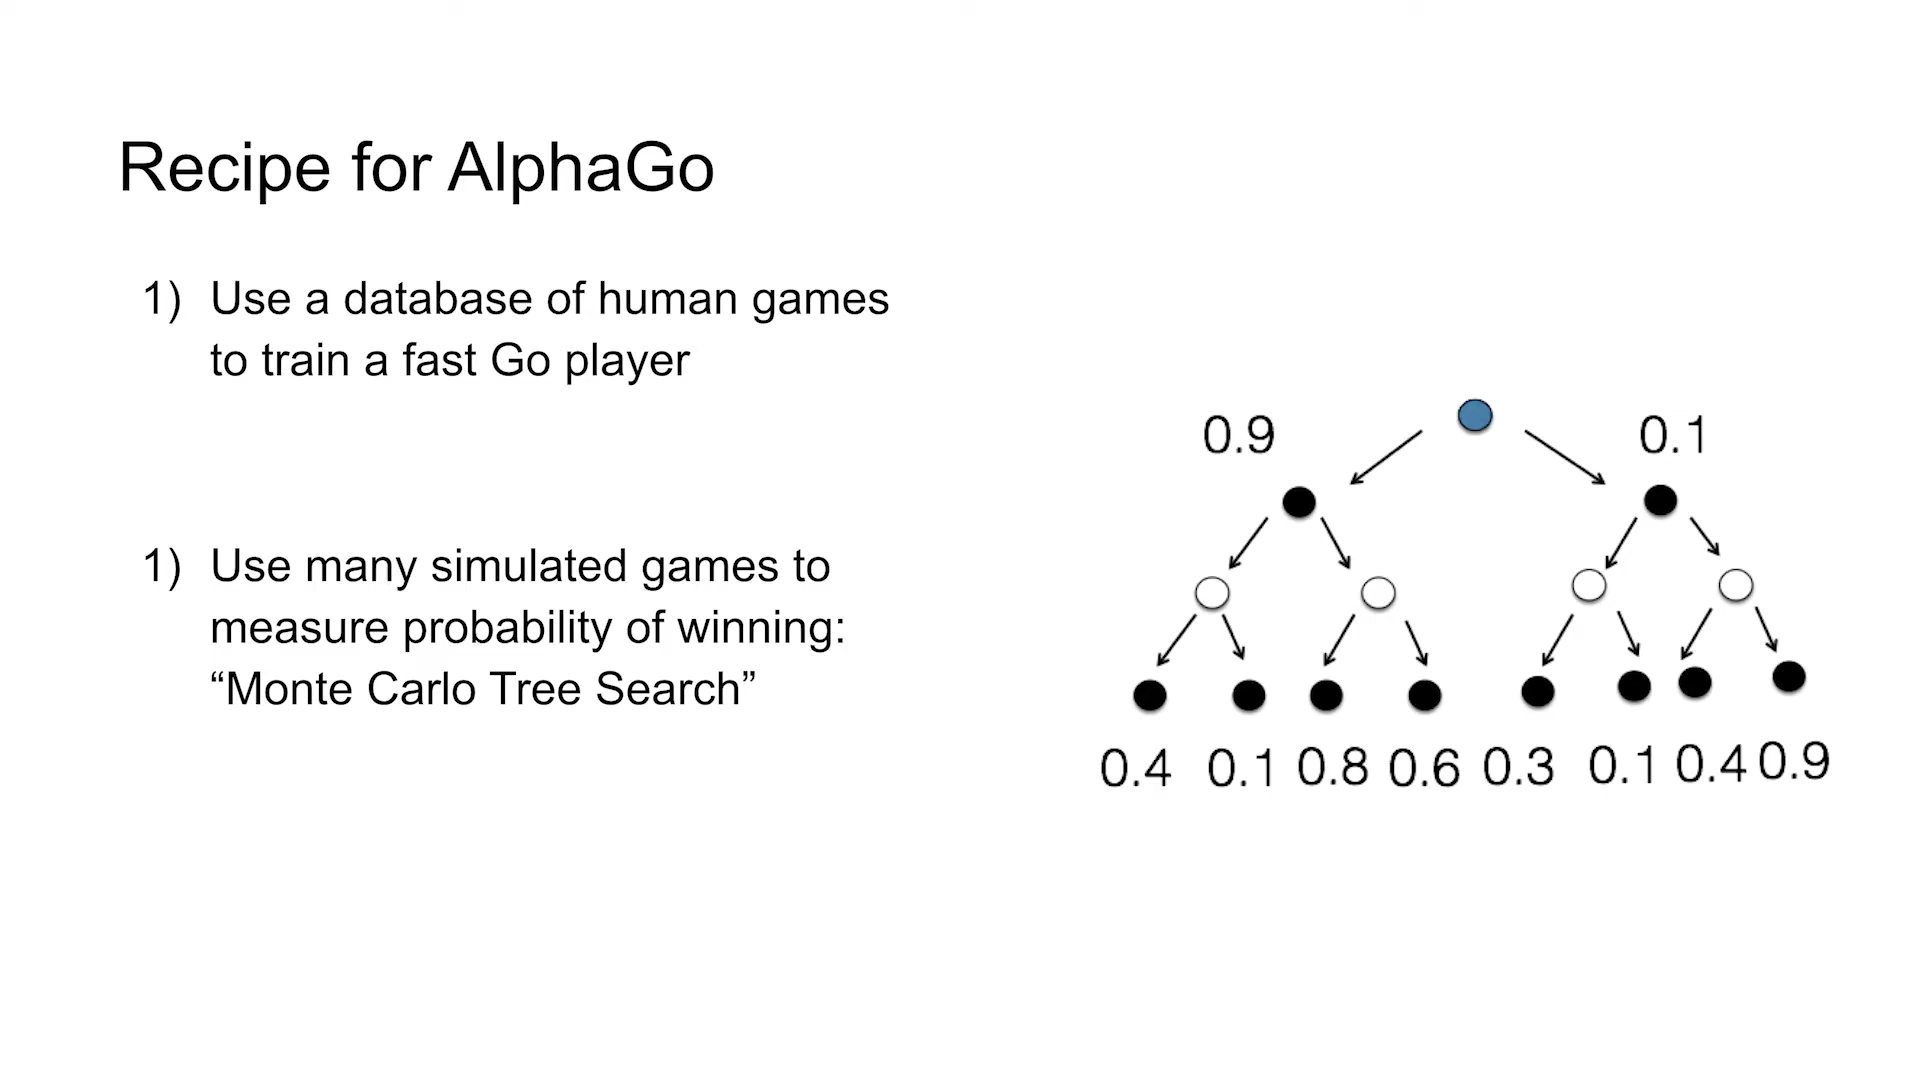 Recipe for AlphaGo
1) Use a database of human games
to train a fast Go player
1) Use many simulated games to
measure probability of winning:
“Monte Carlo Tree Search”
0.9 0.1
0.4 0.1 0.8 0.6 0.3 0.1 0.4 0.9